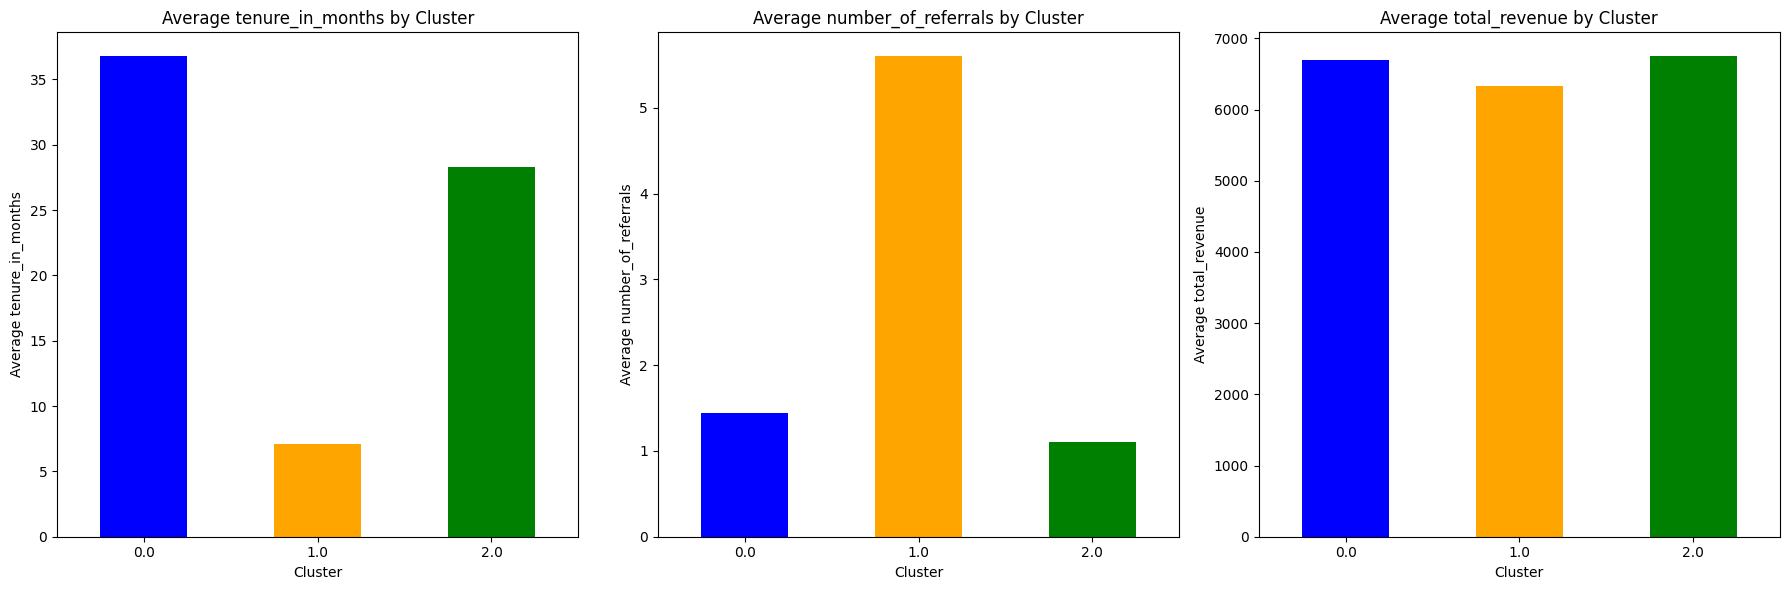 Average tenure_in_months by Cluster
Average tenure_in_months
35
30
25
20
15
10
5
0
0.0 1.0 2.0
Cluster
Average number_of_referrals by Cluster
Average number_of_referrals
5
4
3
2
1
0
0.0 1.0 2.0
Cluster
Average total_revenue by Cluster
Average total_revenue
7000
6000
5000
4000
3000
2000
1000
0
0.0 1.0 2.0
Cluster